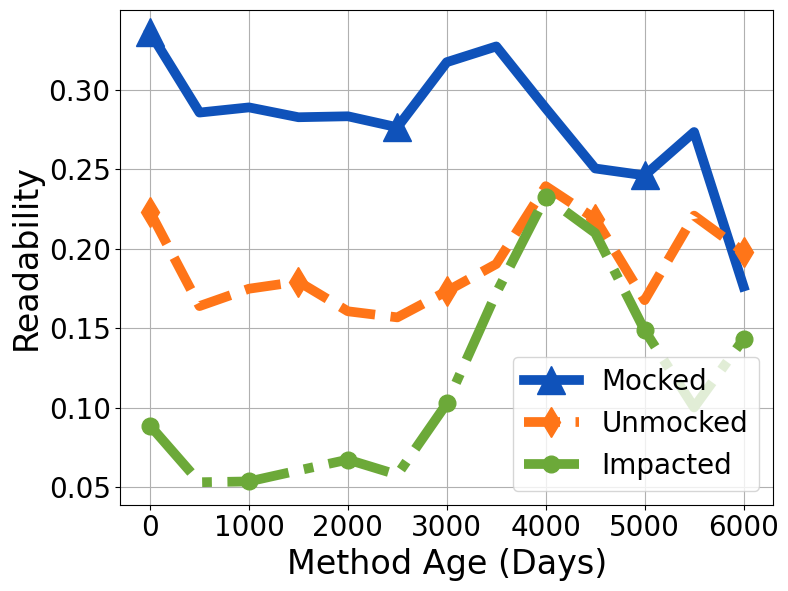 Readability
0.30
0.25
0.20
0.15
0.10
0.05
0 1000 2000 3000 4000 5000 6000
Method Age (Days)
Mocked
Unmocked
Impacted